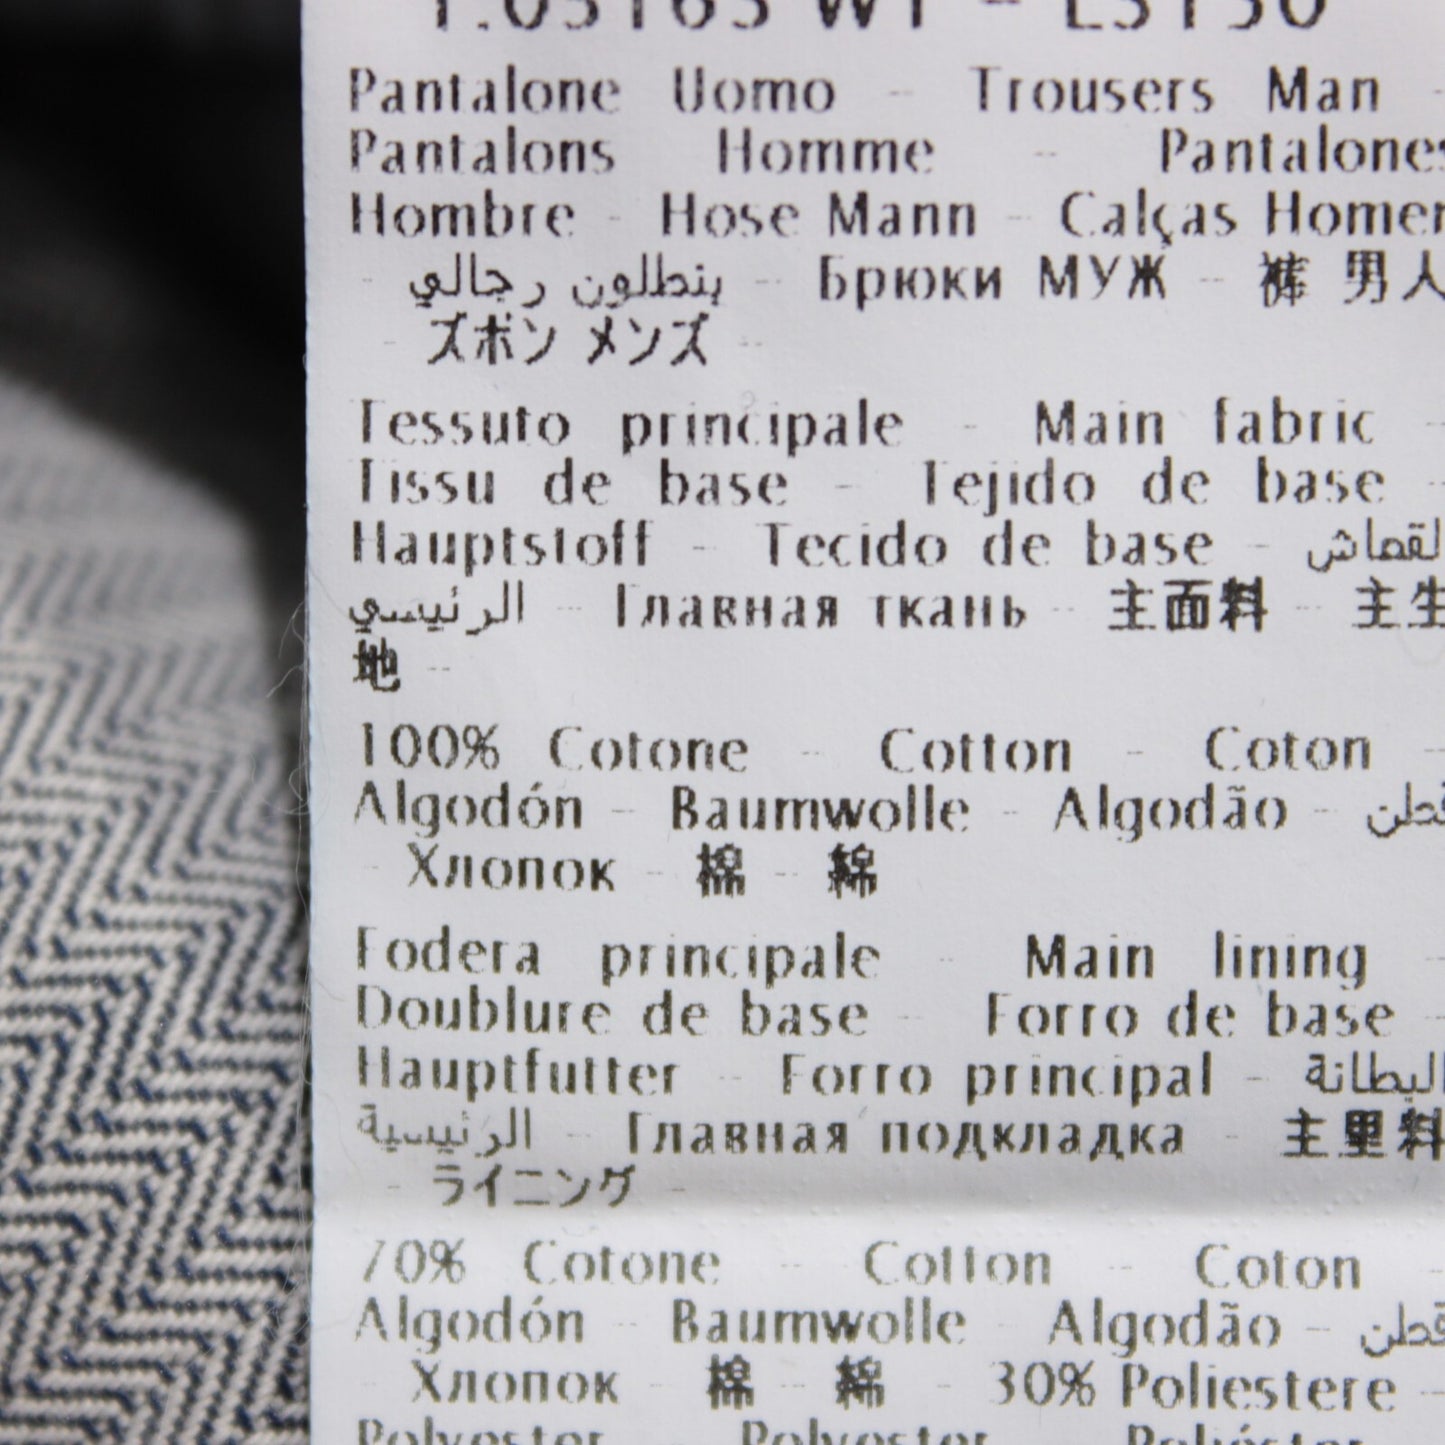 Pantalone Uomo - Trousers Man -
Pantalons Homme - Pantalones
Hombre - Hose Mann - Calças Homem
- بنطلون رجالي - Брюки МУЖ - 裤 男人
- ズボン メンズ -
Tessuto principale - Main fabric -
Tissu de base - Tejido de base -
Hauptstoff - Tecido de base - القماش
الرئيسي - Главная ткань - 主面料 - 主生
地 -
100% Cotone - Cotton - Coton -
Algodón - Baumwolle - Algodão - قطن
- Хлопок - 棉 - 綿
Fodera principale - Main lining -
Doublure de base - Forro de base -
Hauptfutter - Forro principal - البطانة
الرئيسية - Главная подкладка - 主里料
- ライニング -
70% Cotone - Cotton - Coton -
Algodón - Baumwolle - Algodão - قطن
- Хлопок - 棉 - 綿 - 30% Poliestere -
Polyester - Polyester - Poliéster